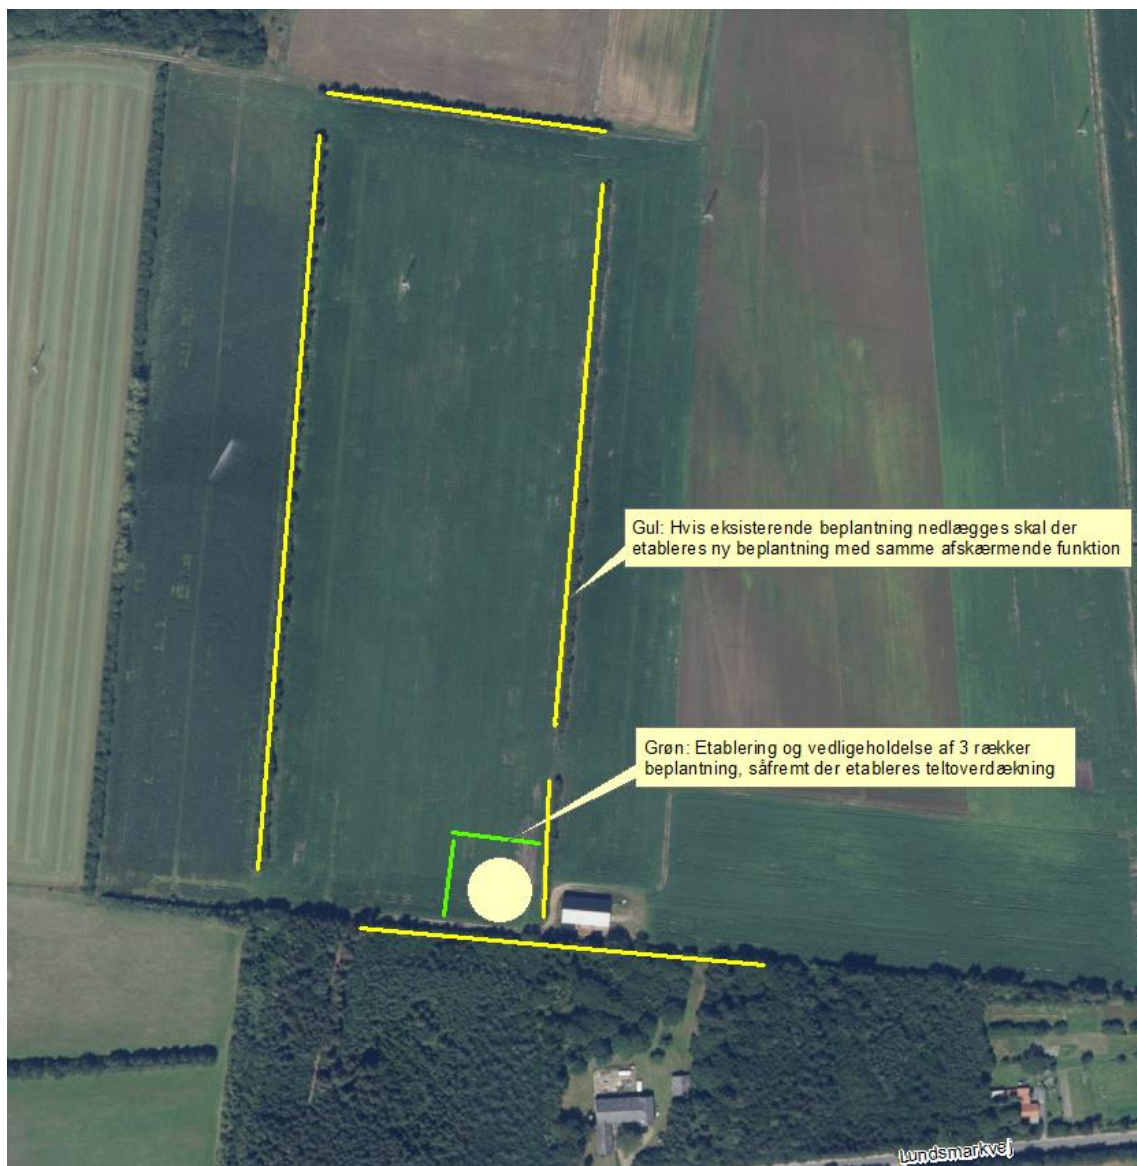 Gul: Hvis eksisterende beplantning nedlægges skal der
etableres ny beplantning med samme afskærmende funktion
Grøn: Etablering og vedligeholdelse af 3 rækker
beplantning, såfremt der etableres teltoverdækning
Lundsmarkvej